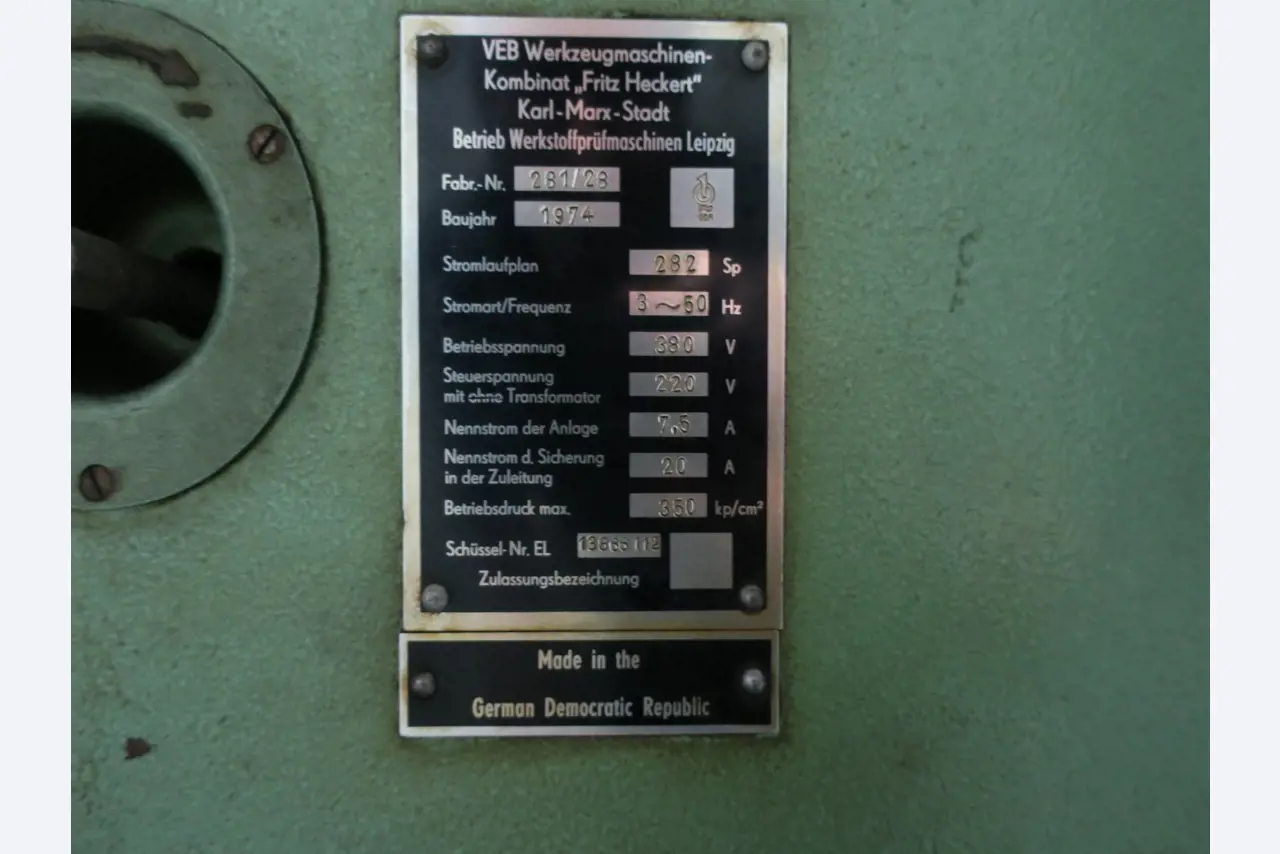 VEB Werkzeugmaschinen-
Kombinat „Fritz Heckert"
Karl-Marx-Stadt
Betrieb Werkstoffprüfmaschinen Leipzig
Fabr.-Nr. 281/28
Baujahr 1974
Stromlaufplan 282 Sp
Stromart/Frequenz 3~50 Hz
Betriebsspannung 380 V
Steuerspannung
mit ohne Transformator 220 V
Nennstrom der Anlage 7,5 A
Nennstrom d. Sicherung
in der Zuleitung 20 A
Betriebsdruck max. 350 kp/cm²
Schüssel-Nr. EL
Zulassungsbezeichnung
Made in the
German Democratic Republic